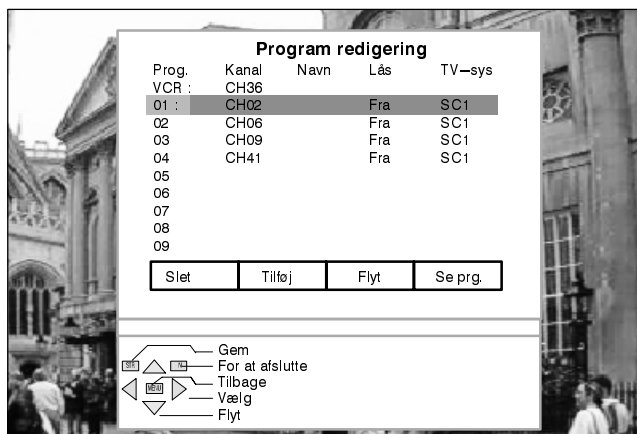 Program redigering
Prog. Kanal Navn Lås TV–sys
VCR : CH36
01 : CH02 Fra SC1
02 CH06 Fra SC1
03 CH09 Fra SC1
04 CH41 Fra SC1
05
06
07
08
09
Slet Tilføj Flyt Se prg.
Gem
STR N For at afslutte
Tilbage
MENU Vælg
Flyt